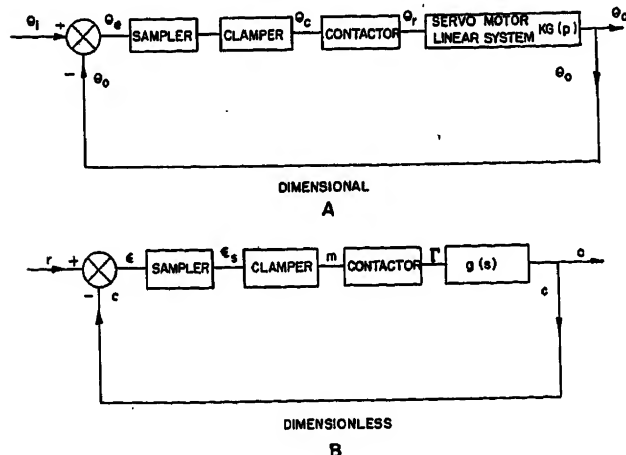 θi + θe θc θr θo
SAMPLER CLAMPER CONTACTOR SERVO MOTOR LINEAR SYSTEM KG(p)
− θo θo
DIMENSIONAL
A
r + ϵ ϵs m Γ c
SAMPLER CLAMPER CONTACTOR g(s)
− c c
DIMENSIONLESS
B